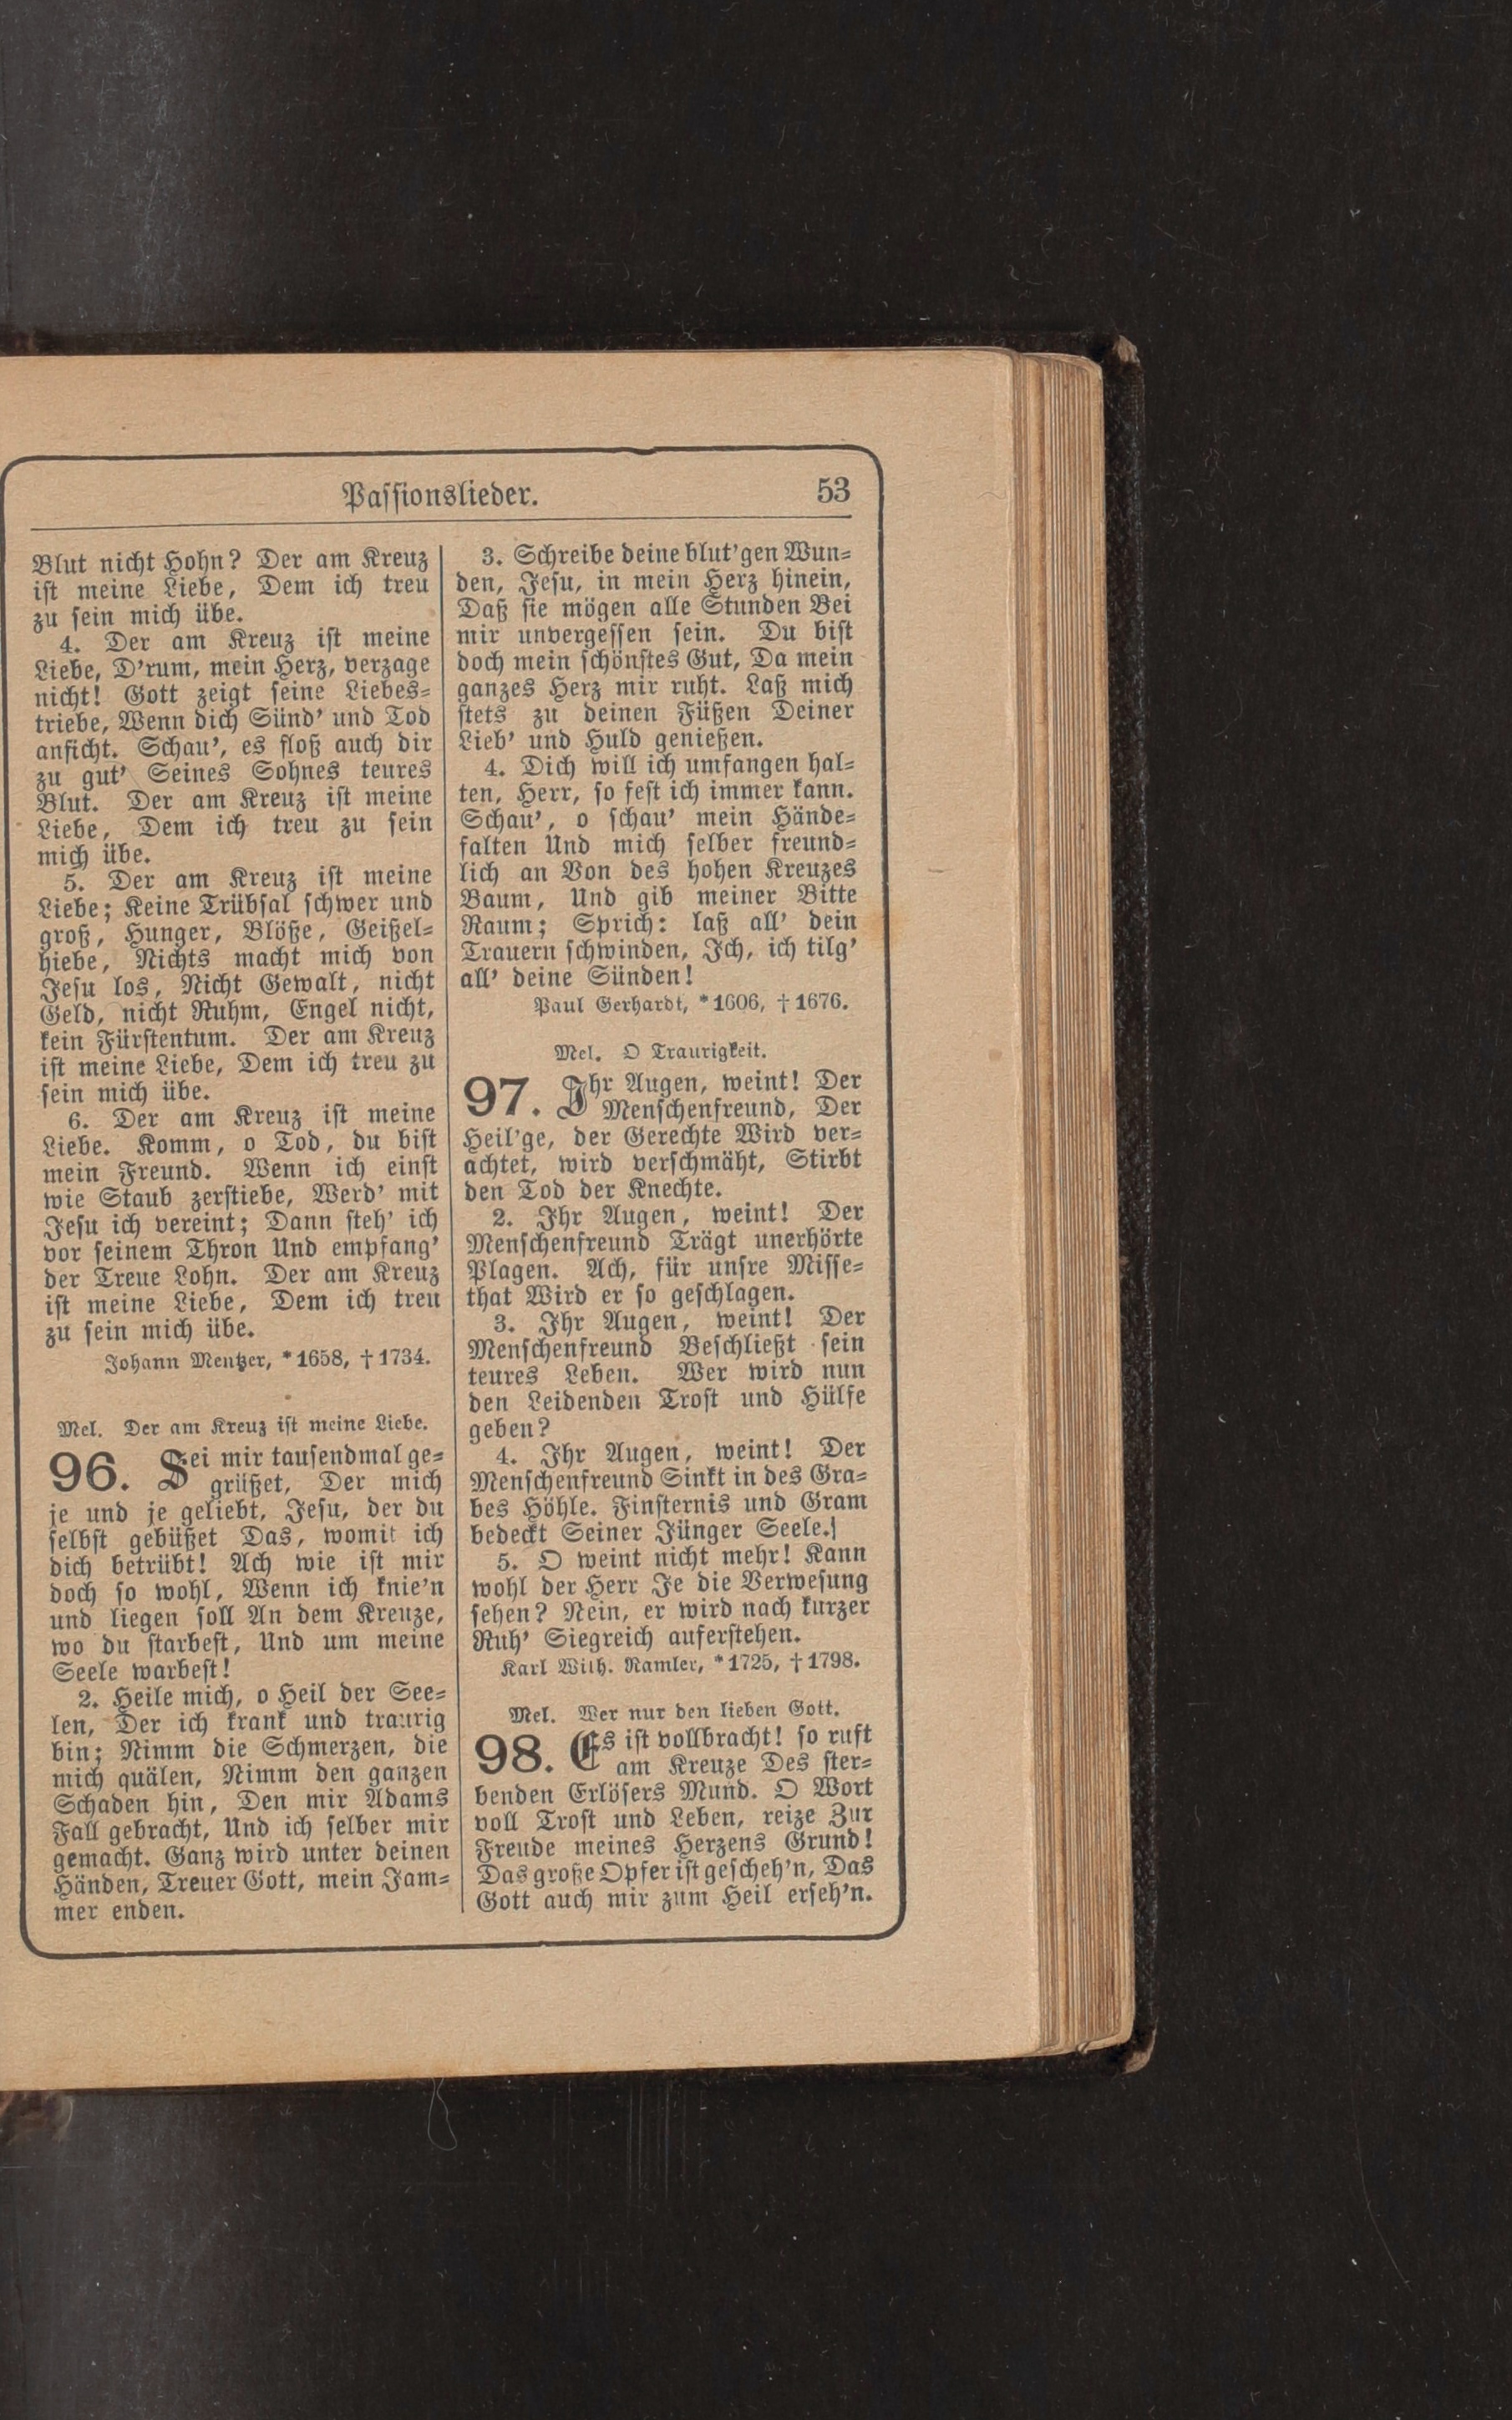 Passionslieder. 53
Blut nicht Hohn? Der am Kreuz
ist meine Liebe, Dem ich treu
zu sein mich übe.
4. Der am Kreuz ist meine
Liebe, D'rum, mein Herz, verzage
nicht! Gott zeigt seine Liebes-
triebe, Wenn dich Sünd' und Tod
anficht. Schau', es floß auch dir
zu gut' Seines Sohnes teures
Blut. Der am Kreuz ist meine
Liebe, Dem ich treu zu sein
mich übe.
5. Der am Kreuz ist meine
Liebe; Keine Trübsal schwer und
groß, Hunger, Blöße, Geißel-
hiebe, Nichts macht mich von
Jesu los, Nicht Gewalt, nicht
Geld, nicht Ruhm, Engel nicht,
kein Fürstentum. Der am Kreuz
ist meine Liebe, Dem ich treu zu
sein mich übe.
6. Der am Kreuz ist meine
Liebe. Komm, o Tod, du bist
mein Freund. Wenn ich einst
wie Staub zerstiebe, Werd' mit
Jesu ich vereint; Dann steh' ich
vor seinem Thron Und empfang'
der Treue Lohn. Der am Kreuz
ist meine Liebe, Dem ich treu
zu sein mich übe.
Johann Mentzer, *1658, †1734.
Mel. Der am Kreuz ist meine Liebe.
96. Sei mir tausendmal ge-
grüßet, Der mich
je und je geliebt, Jesu, der du
selbst gebüßet Das, womit ich
dich betrübt! Ach wie ist mir
doch so wohl, Wenn ich knie'n
und liegen soll An dem Kreuze,
wo du starbest, Und um meine
Seele warbest!
2. Heile mich, o Heil der See-
len, Der ich krank und traurig
bin; Nimm die Schmerzen, die
mich quälen, Nimm den ganzen
Schaden hin, Den mir Adams
Fall gebracht, Und ich selber mir
gemacht. Ganz wird unter deinen
Händen, Treuer Gott, mein Jam-
mer enden.
3. Schreibe deine blut'gen Wun-
den, Jesu, in mein Herz hinein,
Daß sie mögen alle Stunden Bei
mir unvergessen sein. Du bist
doch mein schönstes Gut, Da mein
ganzes Herz mir ruht. Laß mich
stets zu deinen Füßen Deiner
Lieb' und Huld genießen.
4. Dich will ich umfangen hal-
ten, Herr, so fest ich immer kann.
Schau', o schau' mein Hände-
falten Und mich selber freund-
lich an Von des hohen Kreuzes
Baum, Und gib meiner Bitte
Raum; Sprich: laß all' dein
Trauern schwinden, Ich, ich tilg'
all' deine Sünden!
Paul Gerhardt, *1606, †1676.
Mel. O Traurigkeit.
97. Ihr Augen, weint! Der
Menschenfreund, Der
Heil'ge, der Gerechte Wird ver-
achtet, wird verschmäht, Stirbt
den Tod der Knechte.
2. Ihr Augen, weint! Der
Menschenfreund Trägt unerhörte
Plagen. Ach, für unsre Misse-
that Wird er so geschlagen.
3. Ihr Augen, weint! Der
Menschenfreund Beschließt sein
teures Leben. Wer wird nun
den Leidenden Trost und Hülfe
geben?
4. Ihr Augen, weint! Der
Menschenfreund Sinkt in des Gra-
bes Höhle. Finsternis und Gram
bedeckt Seiner Jünger Seele.
5. O weint nicht mehr! Kann
wohl der Herr Je die Verwesung
sehen? Nein, er wird nach kurzer
Ruh' Siegreich auferstehen.
Karl Wilh. Ramler, *1725, †1798.
Mel. Wer nur den lieben Gott.
98. Es ist vollbracht! so ruft
am Kreuze Des ster-
benden Erlösers Mund. O Wort
voll Trost und Leben, reize Zur
Freude meines Herzens Grund!
Das große Opfer ist gescheh'n, Das
Gott auch mir zum Heil erseh'n.